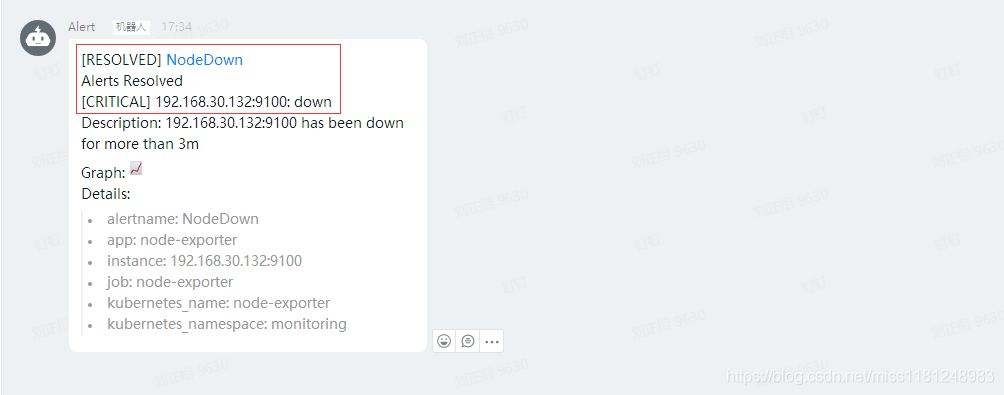 Alert 机器人 17:34
[RESOLVED] NodeDown
Alerts Resolved
[CRITICAL] 192.168.30.132:9100: down
Description: 192.168.30.132:9100 has been down
for more than 3m
Graph:
Details:
alertname: NodeDown
app: node-exporter
instance: 192.168.30.132:9100
job: node-exporter
kubernetes_name: node-exporter
kubernetes_namespace: monitoring
https://blog.csdn.net/miss1181248983